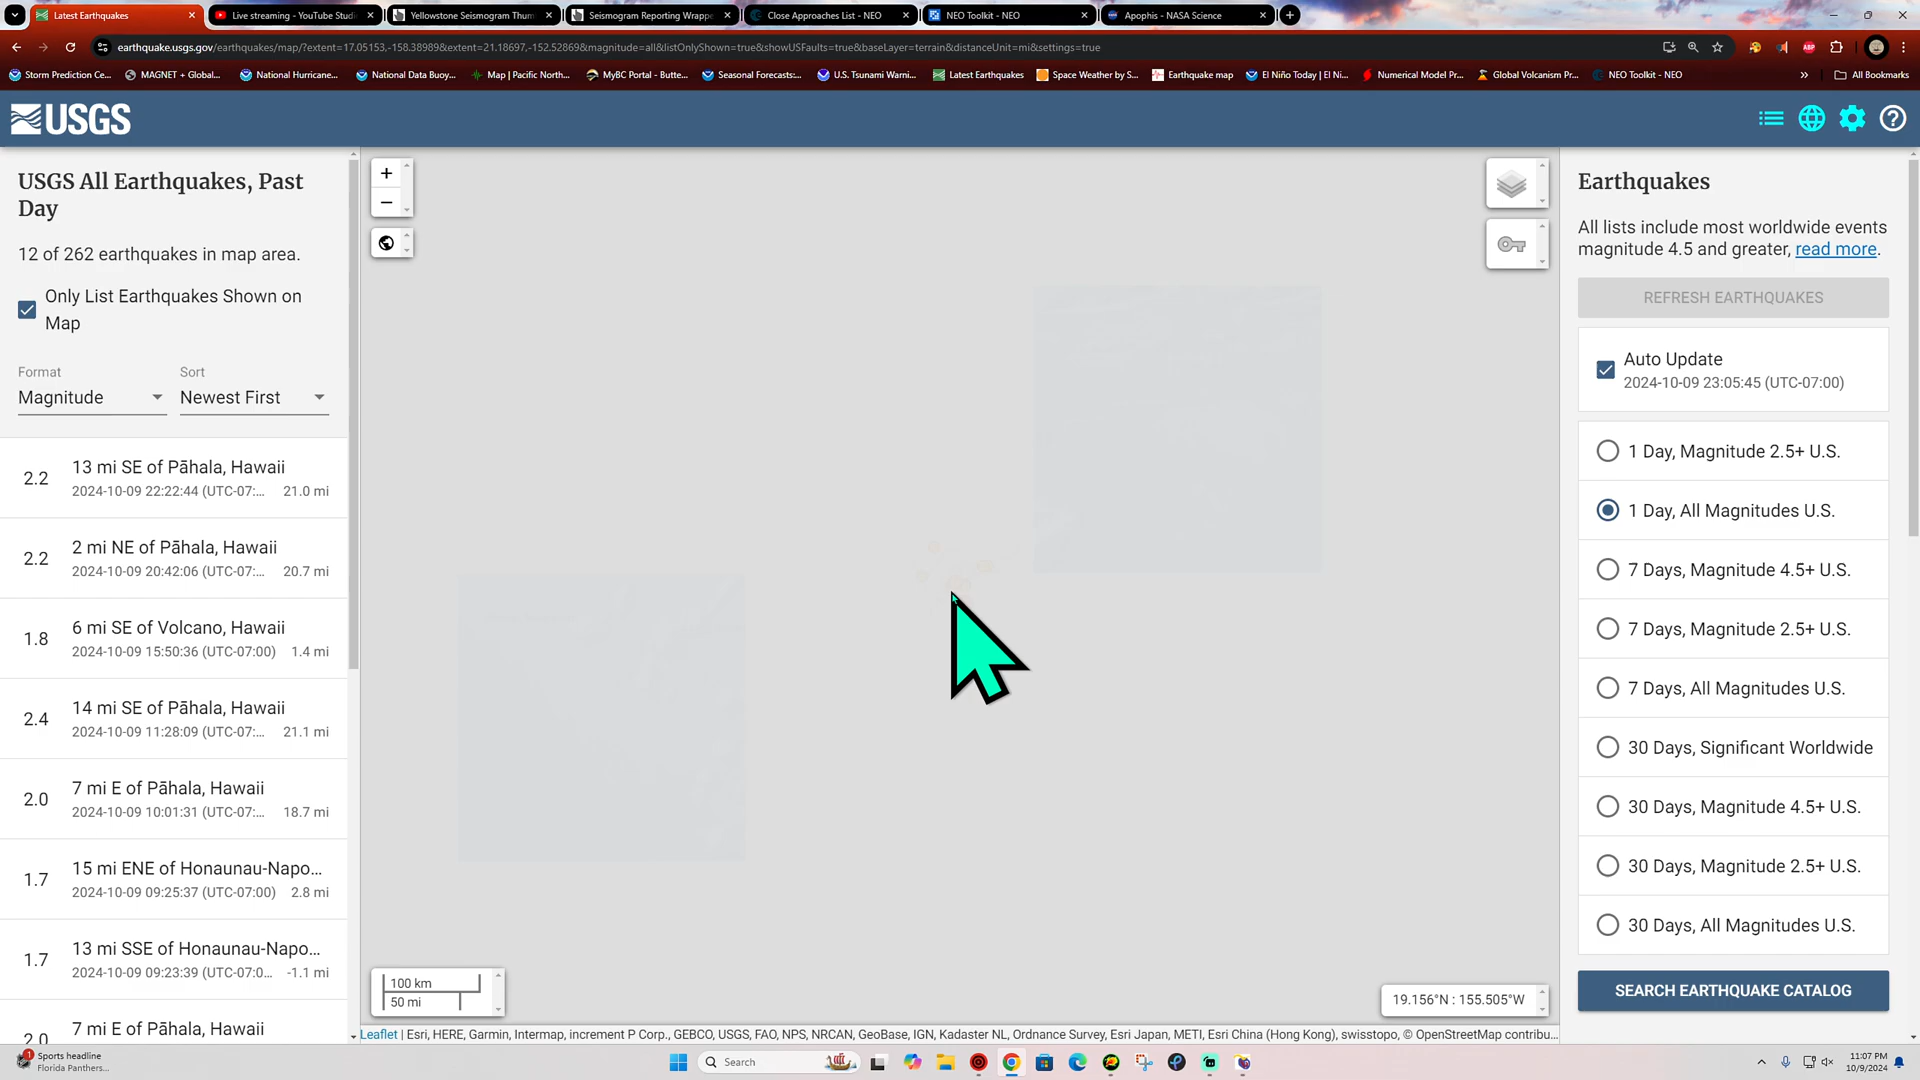 Latest Earthquakes
Live streaming - YouTube Studi
Yellowstone Seismogram Thum
Seismogram Reporting Wrappe
Close Approaches List - NEO
NEO Toolkit - NEO
Apophis - NASA Science
earthquake.usgs.gov/earthquakes/map/?extent=17.05153,-158.38989&extent=21.18697,-152.52869&magnitude=all&listOnlyShown=true&showUSFaults=true&baseLayer=terrain&distanceUnit=mi&settings=true
Storm Prediction Ce...
MAGNET + Global...
National Hurricane...
National Data Buoy...
Map | Pacific North...
MyBC Portal - Butte...
Seasonal Forecasts:...
U.S. Tsunami Warni...
Latest Earthquakes
Space Weather by S...
Earthquake map
El Niño Today | El Ni...
Numerical Model Pr...
Global Volcanism Pr...
NEO Toolkit - NEO
All Bookmarks
USGS
USGS All Earthquakes, Past
Day
12 of 262 earthquakes in map area.
Only List Earthquakes Shown on
Map
Format
Sort
Magnitude
Newest First
2.2
13 mi SE of Pāhala, Hawaii
2024-10-09 22:22:44 (UTC-07:...
21.0 mi
2.2
2 mi NE of Pāhala, Hawaii
2024-10-09 20:42:06 (UTC-07:...
20.7 mi
1.8
6 mi SE of Volcano, Hawaii
2024-10-09 15:50:36 (UTC-07:00)
1.4 mi
2.4
14 mi SE of Pāhala, Hawaii
2024-10-09 11:28:09 (UTC-07:...
21.1 mi
2.0
7 mi E of Pāhala, Hawaii
2024-10-09 10:01:31 (UTC-07:...
18.7 mi
1.7
15 mi ENE of Honaunau-Napo...
2024-10-09 09:25:37 (UTC-07:00)
2.8 mi
1.7
13 mi SSE of Honaunau-Napo...
2024-10-09 09:23:39 (UTC-07:0...
-1.1 mi
2.0
7 mi E of Pāhala, Hawaii
+
−
100 km
50 mi
19.156°N : 155.505°W
Leaflet | Esri, HERE, Garmin, Intermap, increment P Corp., GEBCO, USGS, FAO, NPS, NRCAN, GeoBase, IGN, Kadaster NL, Ordnance Survey, Esri Japan, METI, Esri China (Hong Kong), swisstopo, © OpenStreetMap contribu...
Earthquakes
All lists include most worldwide events
magnitude 4.5 and greater, read more.
REFRESH EARTHQUAKES
Auto Update
2024-10-09 23:05:45 (UTC-07:00)
1 Day, Magnitude 2.5+ U.S.
1 Day, All Magnitudes U.S.
7 Days, Magnitude 4.5+ U.S.
7 Days, Magnitude 2.5+ U.S.
7 Days, All Magnitudes U.S.
30 Days, Significant Worldwide
30 Days, Magnitude 4.5+ U.S.
30 Days, Magnitude 2.5+ U.S.
30 Days, All Magnitudes U.S.
SEARCH EARTHQUAKE CATALOG
1
Sports headline
Florida Panthers...
Search
11:07 PM
10/9/2024